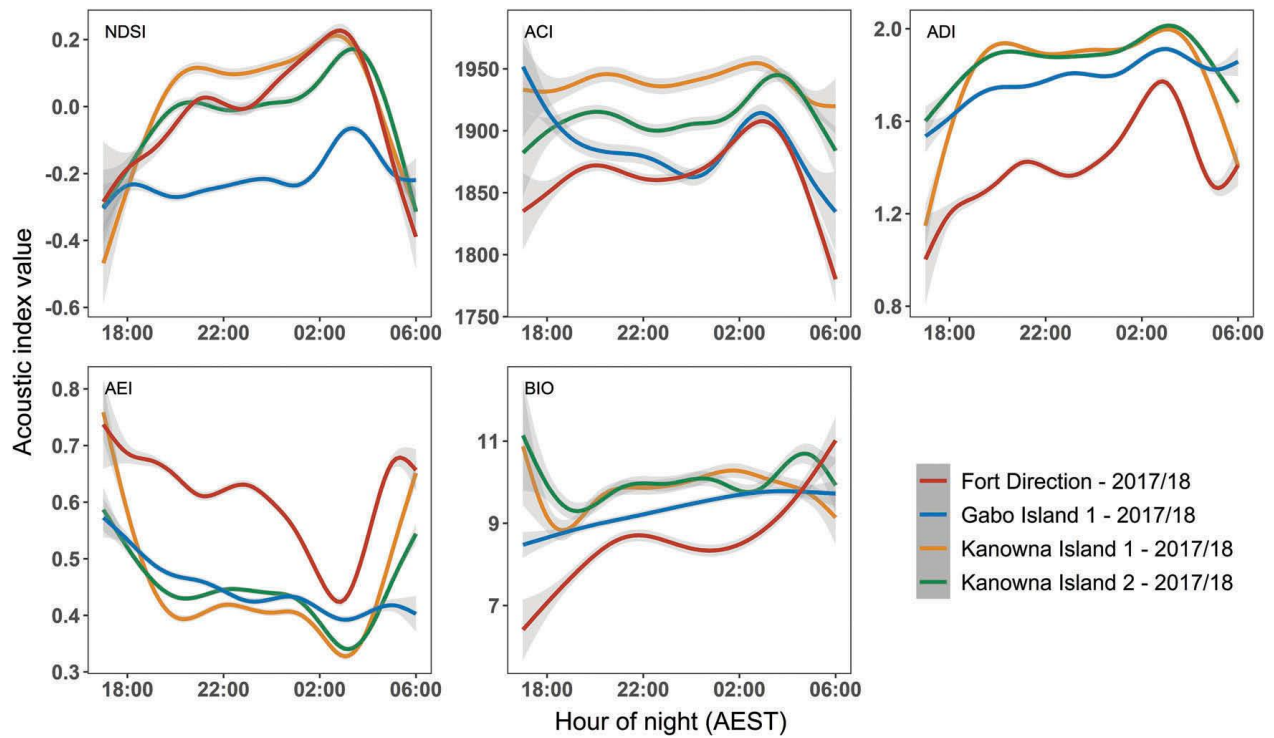 NDSI
0.2
0.0
-0.2
-0.4
-0.6
18:00 22:00 02:00 06:00
ACI
1950
1900
1850
1800
1750
18:00 22:00 02:00 06:00
ADI
2.0
1.6
1.2
0.8
18:00 22:00 02:00 06:00
Acoustic index value
AEI
0.8
0.7
0.6
0.5
0.4
0.3
18:00 22:00 02:00 06:00
BIO
11
9
7
18:00 22:00 02:00 06:00
Hour of night (AEST)
Fort Direction - 2017/18
Gabo Island 1 - 2017/18
Kanowna Island 1 - 2017/18
Kanowna Island 2 - 2017/18